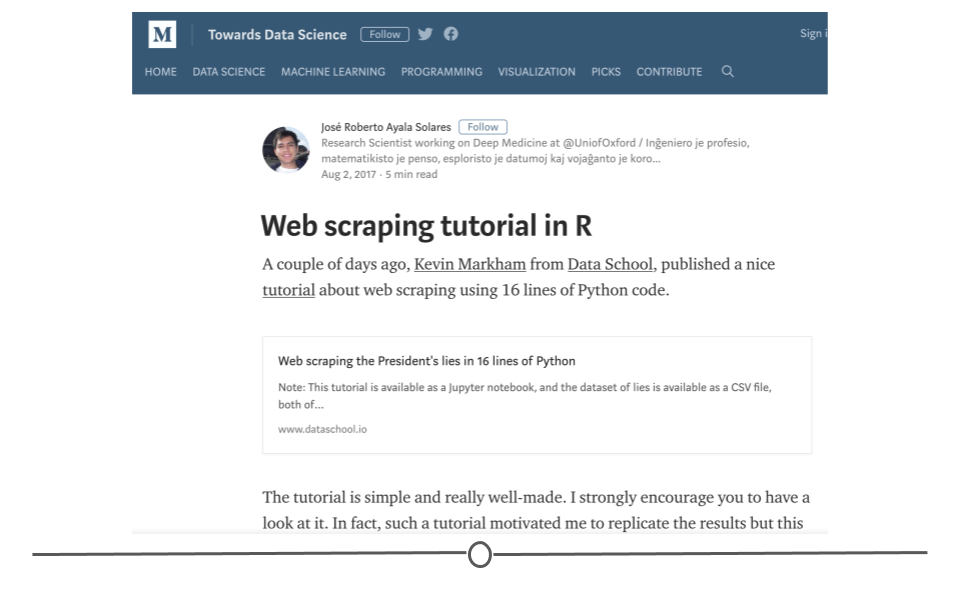 M Towards Data Science Follow Sign i
HOME DATA SCIENCE MACHINE LEARNING PROGRAMMING VISUALIZATION PICKS CONTRIBUTE
José Roberto Ayala Solares Follow
Research Scientist working on Deep Medicine at @UniofOxford / Inĝeniero je profesio,
matematikisto je penso, esploristo je datumoj kaj vojaĝanto je koro...
Aug 2, 2017 · 5 min read
Web scraping tutorial in R
A couple of days ago, Kevin Markham from Data School, published a nice
tutorial about web scraping using 16 lines of Python code.
Web scraping the President's lies in 16 lines of Python
Note: This tutorial is available as a Jupyter notebook, and the dataset of lies is available as a CSV file,
both of...
www.dataschool.io
The tutorial is simple and really well-made. I strongly encourage you to have a
look at it. In fact, such a tutorial motivated me to replicate the results but this